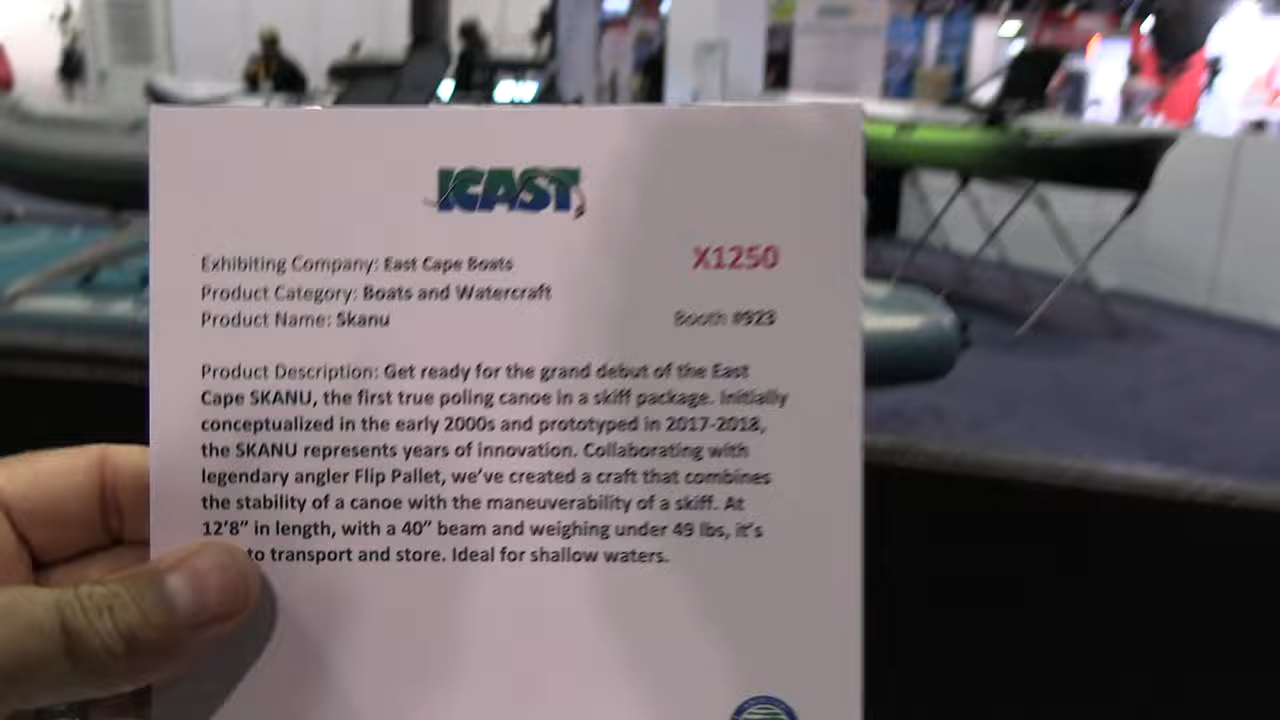 ICAST
X1250
Exhibiting Company: East Cape Boats
Product Category: Boats and Watercraft
Product Name: Skanu
Booth #923
Product Description: Get ready for the grand debut of the East
Cape SKANU, the first true poling canoe in a skiff package. Initially
conceptualized in the early 2000s and prototyped in 2017-2018,
the SKANU represents years of innovation. Collaborating with
legendary angler Flip Pallet, we've created a craft that combines
the stability of a canoe with the maneuverability of a skiff. At
12'8" in length, with a 40" beam and weighing under 49 lbs, it's
to transport and store. Ideal for shallow waters.